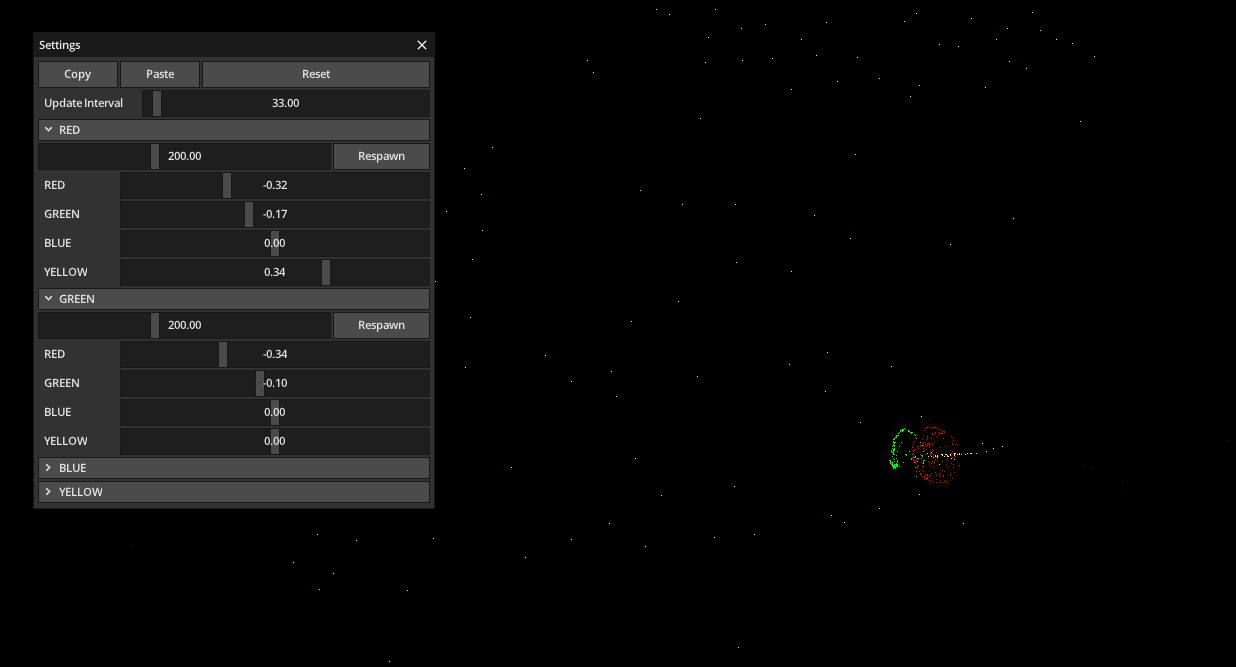 Settings
Copy Paste Reset
Update Interval 33.00
RED
200.00 Respawn
RED -0.32
GREEN -0.17
BLUE 0.00
YELLOW 0.34
GREEN
200.00 Respawn
RED -0.34
GREEN -0.10
BLUE 0.00
YELLOW 0.00
BLUE
YELLOW